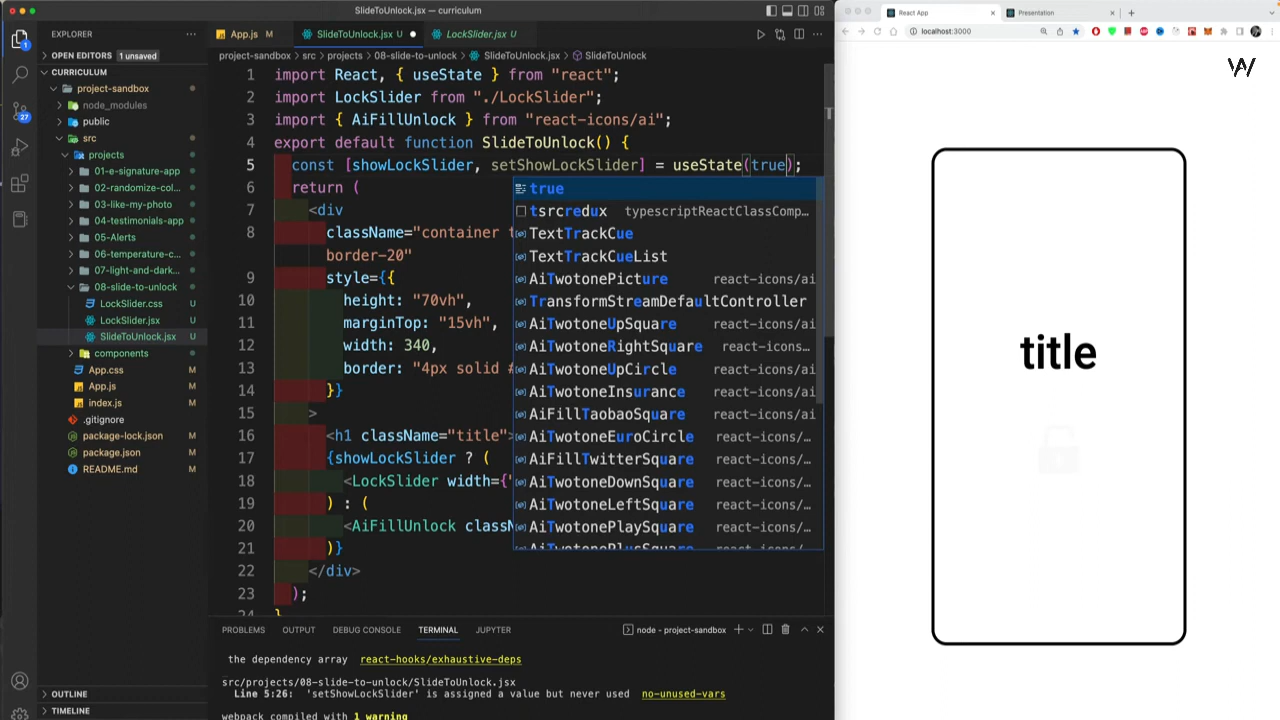 SlideToUnlock.jsx — curriculum
EXPLORER
OPEN EDITORS 1 unsaved
CURRICULUM
project-sandbox
node_modules
public
src
projects
01-e-signature-app
02-randomize-col...
03-like-my-photo
04-testimonials-app
05-Alerts
06-temperature-c...
07-light-and-dark...
08-slide-to-unlock
LockSlider.css U
LockSlider.jsx U
SlideToUnlock.jsx U
components
App.css M
App.js M
index.js M
.gitignore
package-lock.json M
package.json M
README.md M
OUTLINE
TIMELINE
1
27
App.js M
SlideToUnlock.jsx U
LockSlider.jsx U
project-sandbox > src > projects > 08-slide-to-unlock > SlideToUnlock.jsx > SlideToUnlock
1 import React, { useState } from "react";
2 import LockSlider from "./LockSlider";
3 import { AiFillUnlock } from "react-icons/ai";
4 export default function SlideToUnlock() {
5 const [showLockSlider, setShowLockSlider] = useState(true);
6 return (
7 <div
8 className="container t
border-20"
9 style={{
10 height: "70vh",
11 marginTop: "15vh",
12 width: 340,
13 border: "4px solid #
14 }}
15 >
16 <h1 className="title">
17 {showLockSlider ? (
18 <LockSlider width={'
19 ) : (
20 <AiFillUnlock classN
21 )}
22 </div>
23 );
24 }
true
tsrcredux typescriptReactClassComp...
TextTrackCue
TextTrackCueList
AiTwotonePicture react-icons/ai
TransformStreamDefaultController
AiTwotoneUpSquare react-icons/ai
AiTwotoneRightSquare react-icons...
AiTwotoneUpCircle react-icons/ai
AiTwotoneInsurance react-icons/ai
AiFillTaobaoSquare react-icons/ai
AiTwotoneEuroCircle react-icons/...
AiFillTwitterSquare react-icons/...
AiTwotoneDownSquare react-icons/...
AiTwotoneLeftSquare react-icons/...
AiTwotonePlaySquare react-icons/...
AiTwotonePlusSquare react-icons/...
PROBLEMS OUTPUT DEBUG CONSOLE TERMINAL JUPYTER
node - project-sandbox
the dependency array react-hooks/exhaustive-deps
src/projects/08-slide-to-unlock/SlideToUnlock.jsx
Line 5:26: 'setShowLockSlider' is assigned a value but never used no-unused-vars
webpack compiled with 1 warning
React App
Presentation
localhost:3000
title